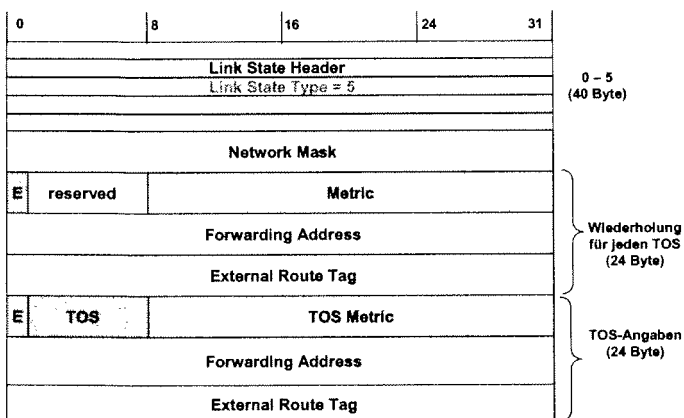 0 8 16 24 31
Link State Header
Link State Type = 5
0 – 5
(40 Byte)
Network Mask
E reserved Metric
Forwarding Address
External Route Tag
Wiederholung
für jeden TOS
(24 Byte)
E TOS TOS Metric
Forwarding Address
External Route Tag
TOS-Angaben
(24 Byte)